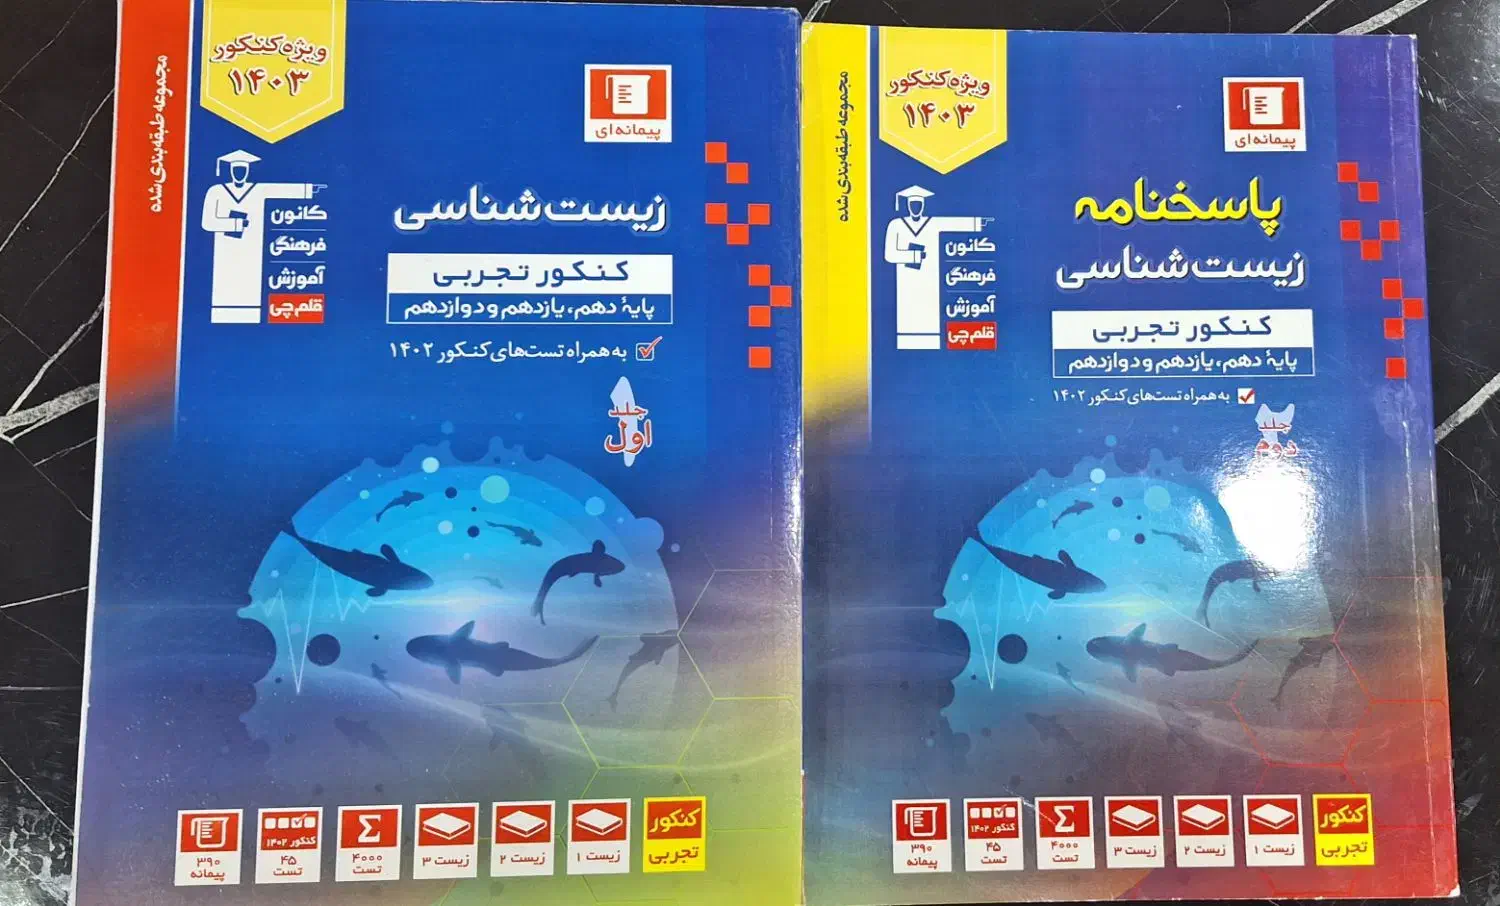 مجموعه طبقه‌بندی شده
ویژه کنکور
۱۴۰۳
پیمانه‌ای
کانون
فرهنگی
آموزش
قلم‌چی
زیست‌شناسی
کنکور تجربی
پایهٔ دهم، یازدهم و دوازدهم
به همراه تست‌های کنکور ۱۴۰۲
جلد
اول
کنکور
تجربی
زیست ۱
زیست ۲
زیست ۳
۴۰۰۰
تست
کنکور ۱۴۰۲
۴۵
تست
۳۹۰
پیمانه
مجموعه طبقه‌بندی شده
ویژه کنکور
۱۴۰۳
پیمانه‌ای
کانون
فرهنگی
آموزش
قلم‌چی
پاسخنامه
زیست‌شناسی
کنکور تجربی
پایهٔ دهم، یازدهم و دوازدهم
به همراه تست‌های کنکور ۱۴۰۲
جلد
دوم
کنکور
تجربی
زیست ۱
زیست ۲
زیست ۳
۴۰۰۰
تست
کنکور ۱۴۰۲
۴۵
تست
۳۹۰
پیمانه